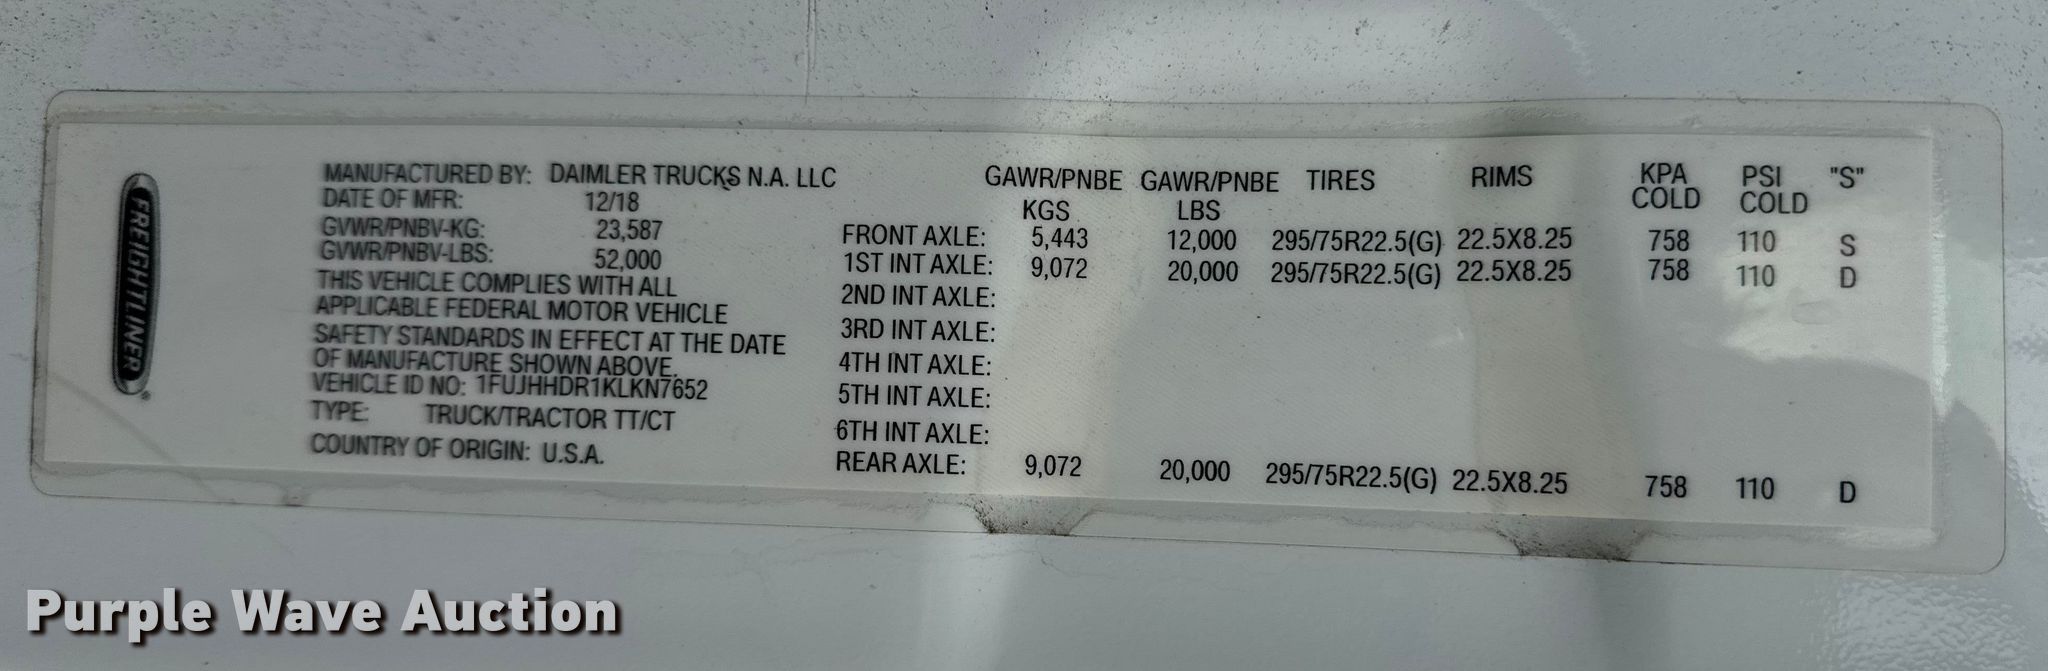 FREIGHTLINER®
MANUFACTURED BY: DAIMLER TRUCKS N.A. LLC
DATE OF MFR: 12/18
GVWR/PNBV-KG: 23,587
GVWR/PNBV-LBS: 52,000
THIS VEHICLE COMPLIES WITH ALL
APPLICABLE FEDERAL MOTOR VEHICLE
SAFETY STANDARDS IN EFFECT AT THE DATE
OF MANUFACTURE SHOWN ABOVE.
VEHICLE ID NO: 1FUJHHDR1KLKN7652
TYPE: TRUCK/TRACTOR TT/CT
COUNTRY OF ORIGIN: U.S.A.
GAWR/PNBE GAWR/PNBE TIRES RIMS KPA PSI "S"
KGS LBS COLD COLD
FRONT AXLE: 5,443 12,000 295/75R22.5(G) 22.5X8.25 758 110 S
1ST INT AXLE: 9,072 20,000 295/75R22.5(G) 22.5X8.25 758 110 D
2ND INT AXLE:
3RD INT AXLE:
4TH INT AXLE:
5TH INT AXLE:
6TH INT AXLE:
REAR AXLE: 9,072 20,000 295/75R22.5(G) 22.5X8.25 758 110 D
Purple Wave Auction